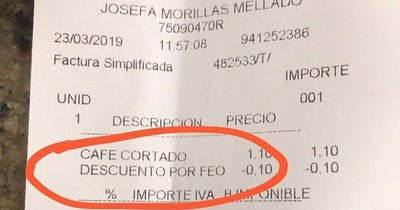 JOSEFA MORILLAS MELLADO
75090470R
23/03/2019 11:57:08 941252386
Factura Simplificada 482533/T/
IMPORTE
UNID. 001
1 DESCRIPCION PRECIO
CAFE CORTADO 1,10 1,10
DESCUENTO POR FEO -0,10 -0,10
% IMPORTE IVA B.IMPONIBLE